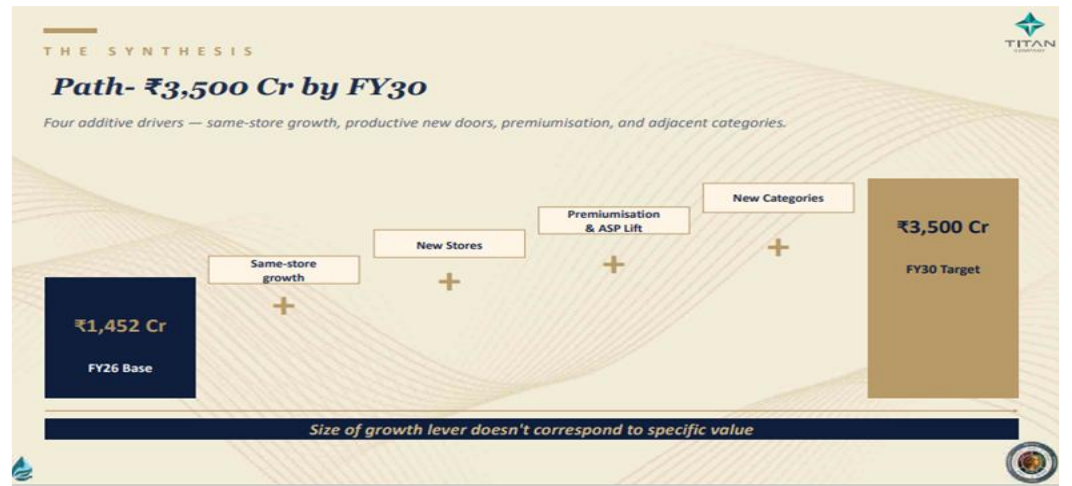 THE SYNTHESIS
TITAN
COMPANY
Path- ₹3,500 Cr by FY30
Four additive drivers — same-store growth, productive new doors, premiumisation, and adjacent categories.
New Categories
Premiumisation
& ASP Lift
₹3,500 Cr
New Stores
FY30 Target
Same-store
growth
+
+
+
+
₹1,452 Cr
FY26 Base
Size of growth lever doesn't correspond to specific value